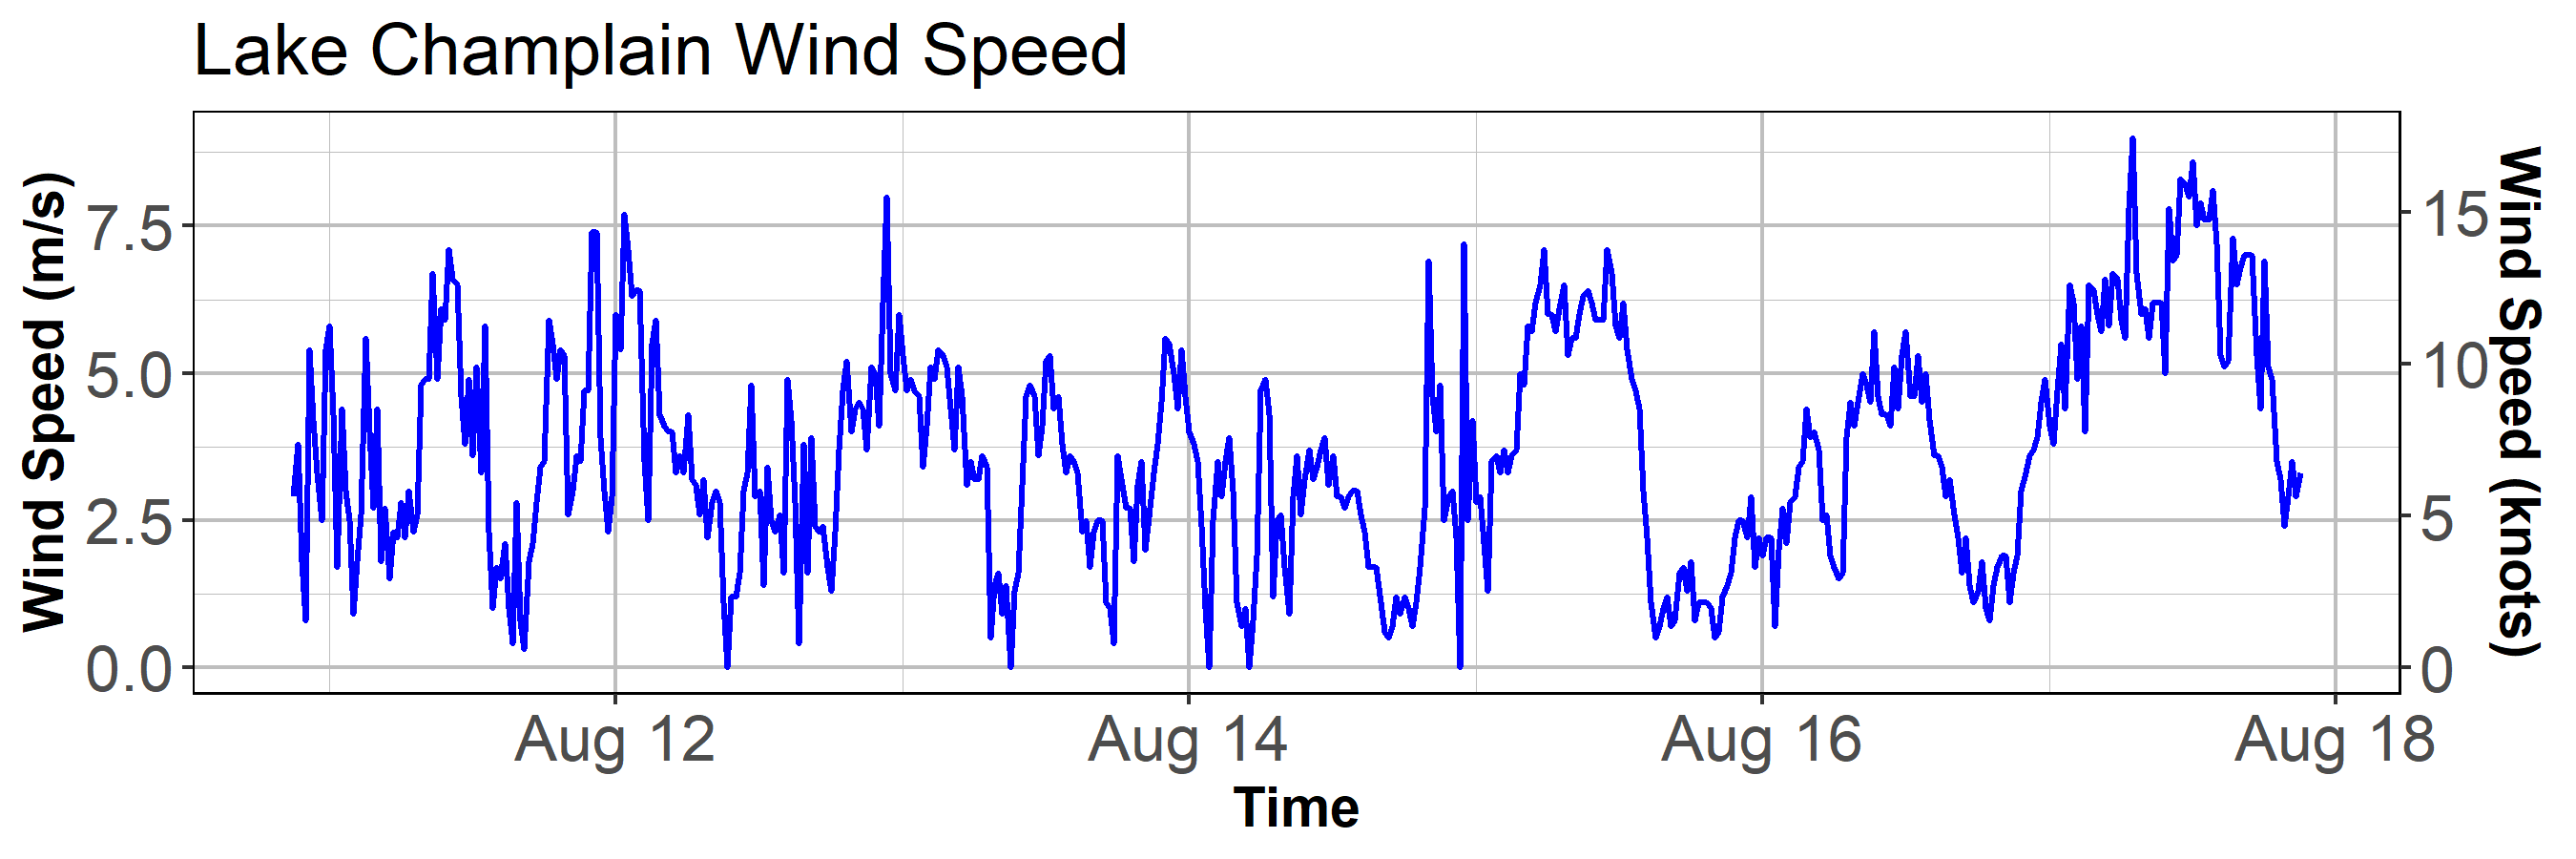 Lake Champlain Wind Speed
Wind Speed (m/s)
7.5
5.0
2.5
0.0
15
10
5
0
Wind Speed (knots)
Aug 12
Aug 14
Aug 16
Aug 18
Time